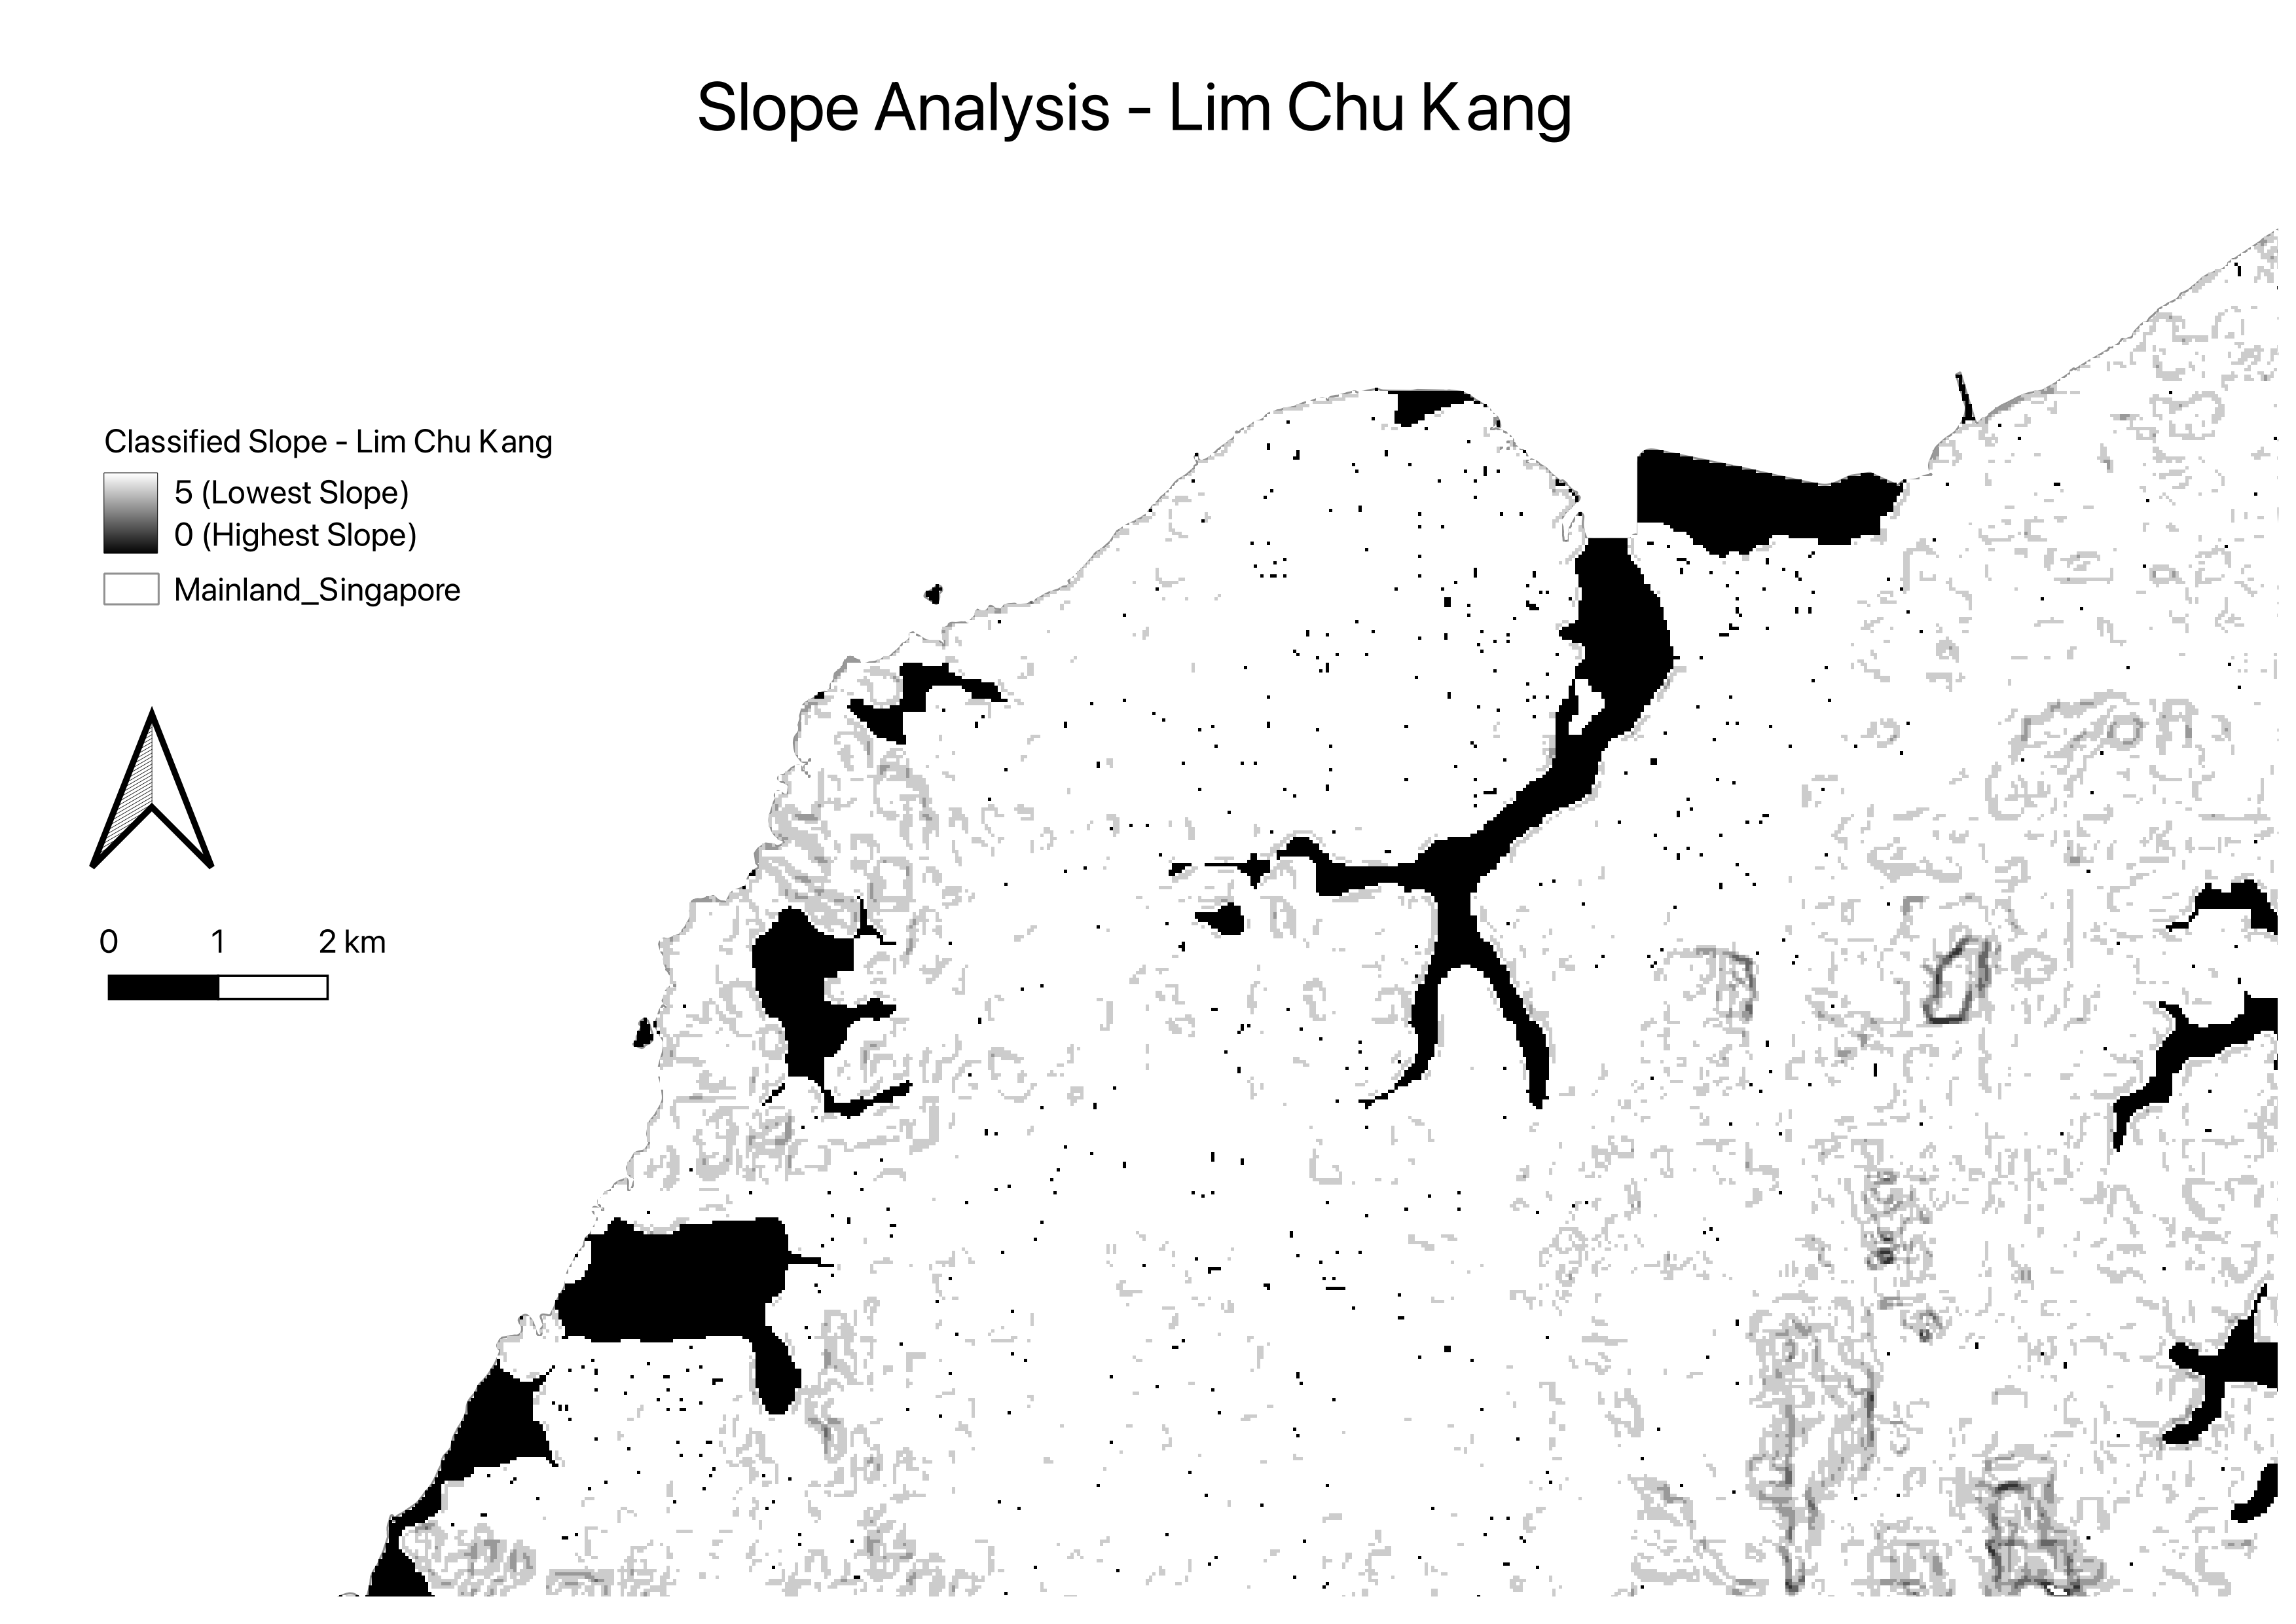 Slope Analysis - Lim Chu Kang
Classified Slope - Lim Chu Kang
5 (Lowest Slope)
0 (Highest Slope)
Mainland_Singapore
0 1 2 km